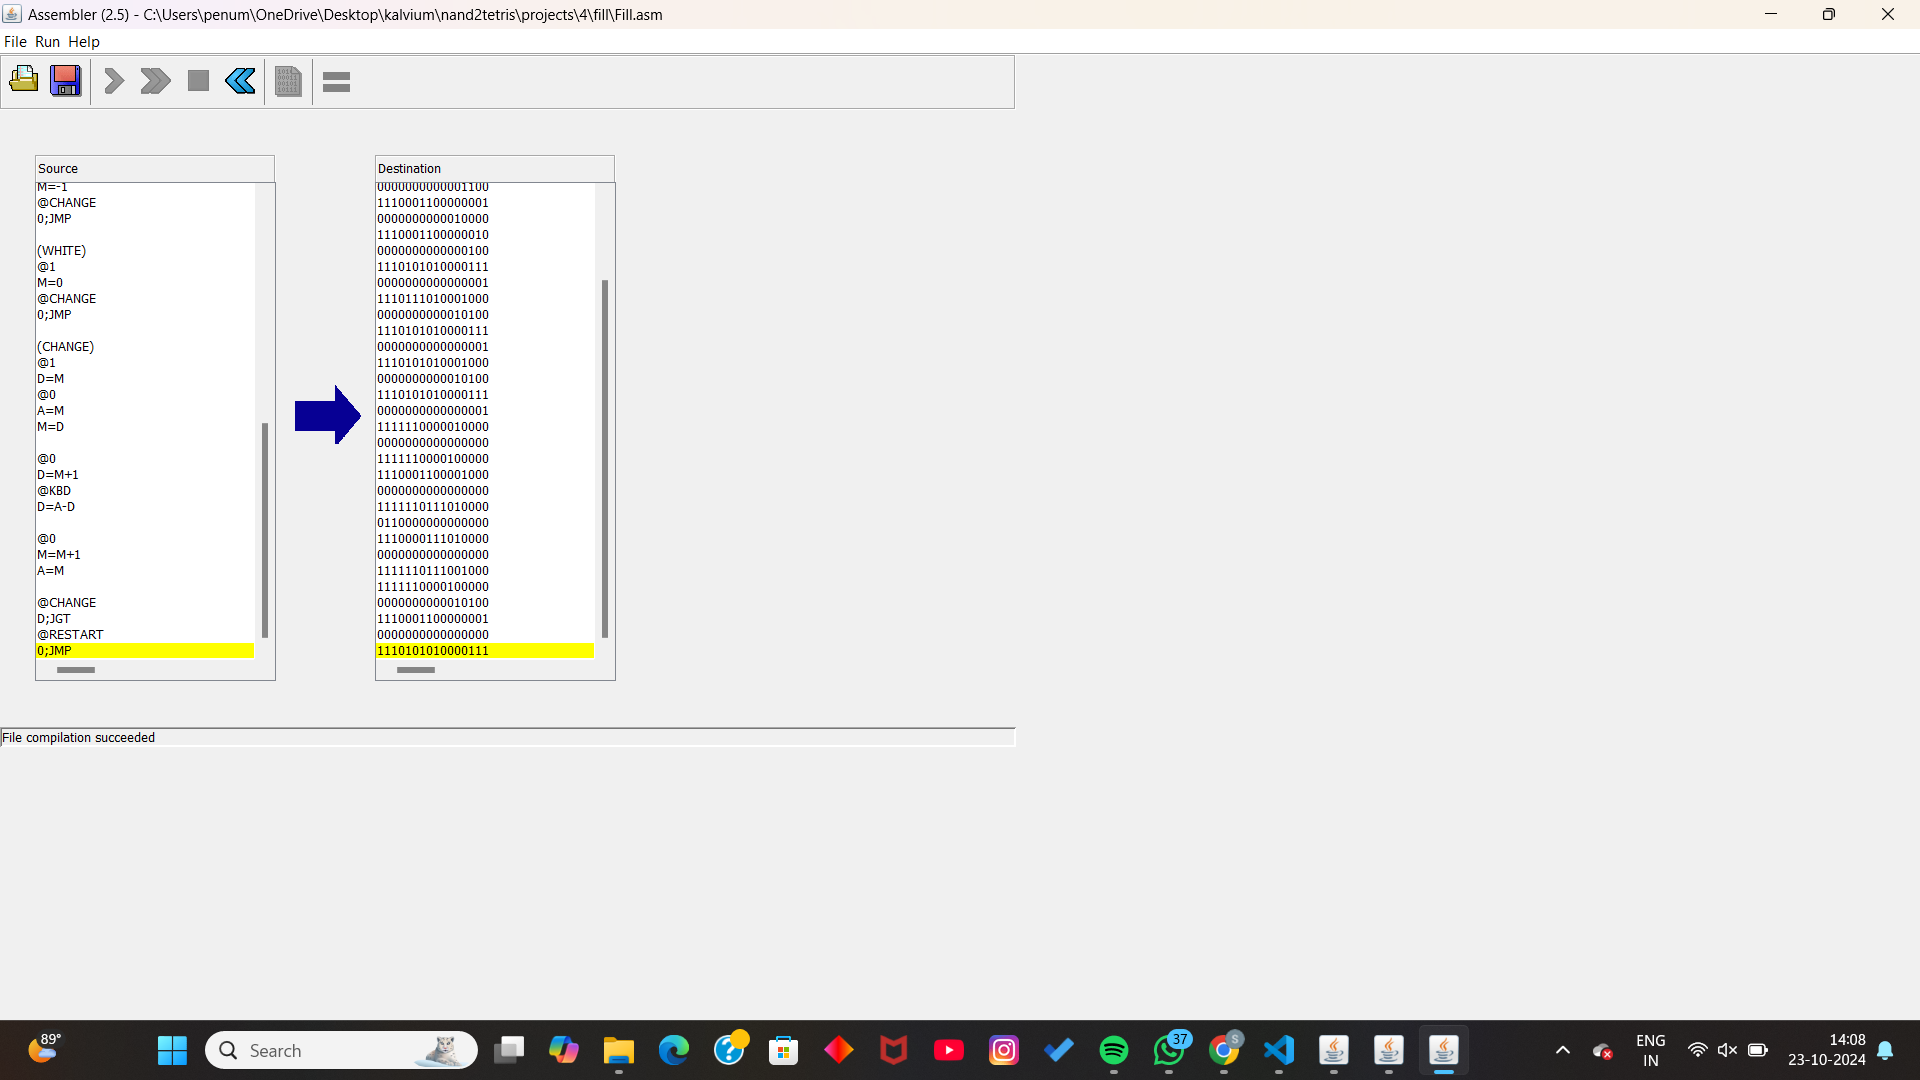 Assembler (2.5) - C:\Users\penum\OneDrive\Desktop\kalvium\nand2tetris\projects\4\fill\Fill.asm
File Run Help
Source
M=-1
@CHANGE
0;JMP
(WHITE)
@1
M=0
@CHANGE
0;JMP
(CHANGE)
@1
D=M
@0
A=M
M=D
@0
D=M+1
@KBD
D=A-D
@0
M=M+1
A=M
@CHANGE
D;JGT
@RESTART
0;JMP
Destination
0000000000001100
1110001100000001
0000000000010000
1110001100000010
0000000000000100
1110101010000111
0000000000000001
1110111010001000
0000000000010100
1110101010000111
0000000000000001
1110101010001000
0000000000010100
1110101010000111
0000000000000001
1111110000010000
0000000000000000
1111110000100000
1110001100001000
0000000000000000
1111110111010000
0110000000000000
1110000111010000
0000000000000000
1111110111001000
1111110000100000
0000000000010100
1110001100000001
0000000000000000
1110101010000111
File compilation succeeded
89°
Search
37
S
ENG
IN
14:08
23-10-2024